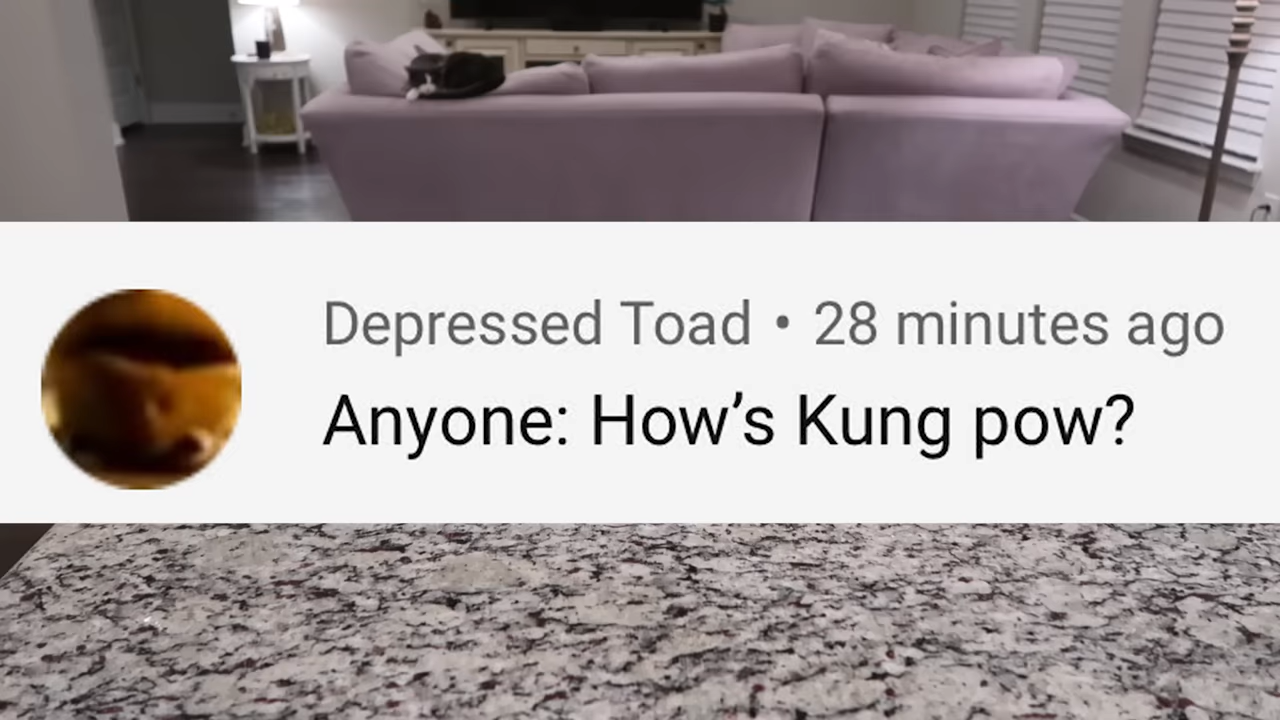 Depressed Toad • 28 minutes ago
Anyone: How’s Kung pow?